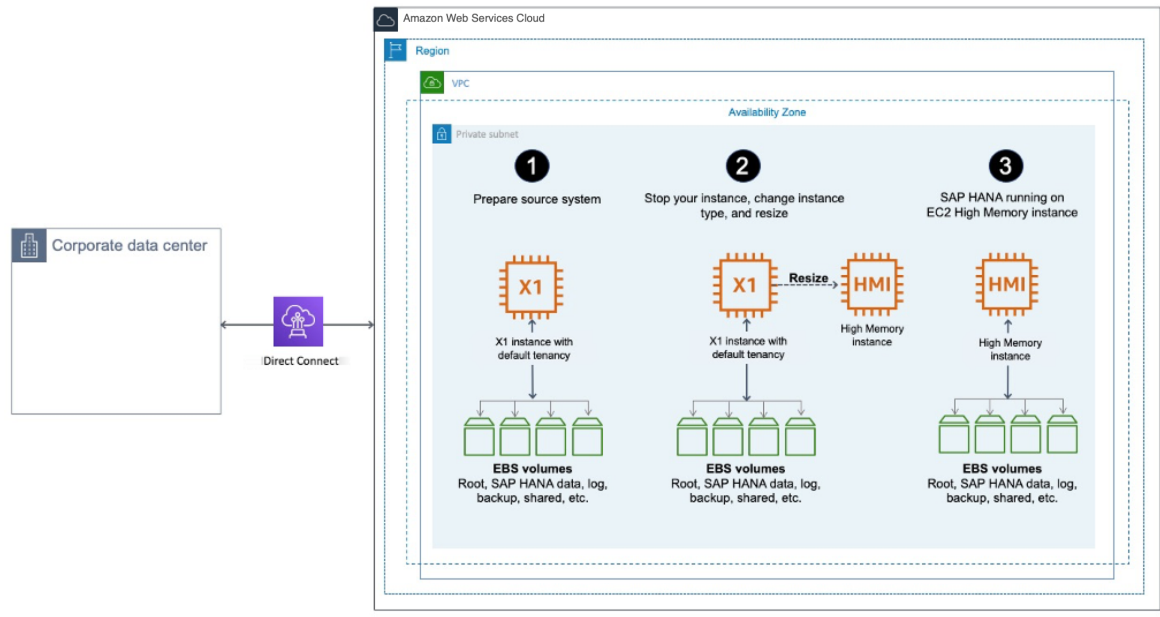 Amazon Web Services Cloud
Region
VPC
Availability Zone
Private subnet
1
Prepare source system
2
Stop your instance, change instance
type, and resize
3
SAP HANA running on
EC2 High Memory instance
Corporate data center
Direct Connect
X1
X1 instance with
default tenancy
EBS volumes
Root, SAP HANA data, log,
backup, shared, etc.
X1
Resize
HMI
X1 instance with
default tenancy
High Memory
instance
EBS volumes
Root, SAP HANA data, log,
backup, shared, etc.
HMI
High Memory
instance
EBS volumes
Root, SAP HANA data, log,
backup, shared, etc.